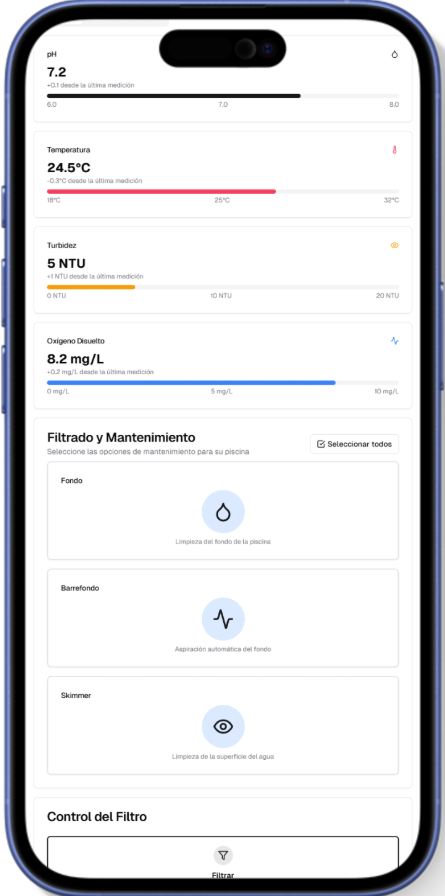 pH
7.2
+0.1 desde la última medición
6.0 7.0 8.0
Temperatura
24.5°C
-0.3°C desde la última medición
18°C 25°C 32°C
Turbidez
5 NTU
+1 NTU desde la última medición
0 NTU 10 NTU 20 NTU
Oxígeno Disuelto
8.2 mg/L
+0.2 mg/L desde la última medición
0 mg/L 5 mg/L 10 mg/L
Filtrado y Mantenimiento
Seleccione las opciones de mantenimiento para su piscina
Seleccionar todos
Fondo
Limpieza del fondo de la piscina
Barrefondo
Aspiración automática del fondo
Skimmer
Limpieza de la superficie del agua
Control del Filtro
Filtrar